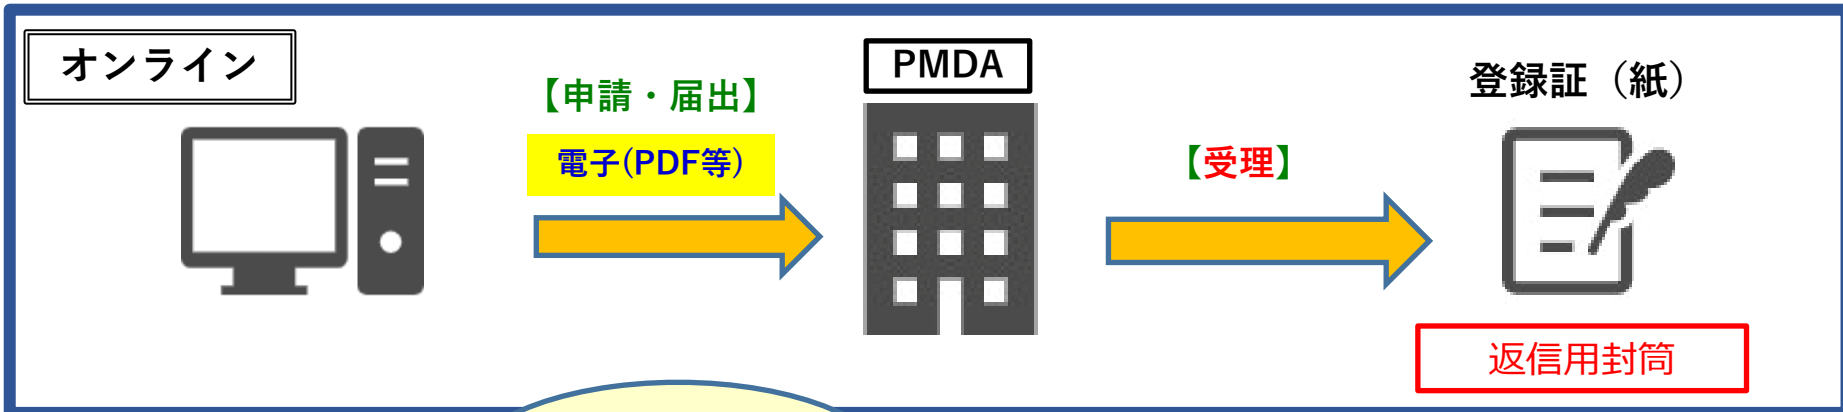 オンライン
【申請・届出】
電子(PDF等)
PMDA
【受理】
登録証（紙）
返信用封筒